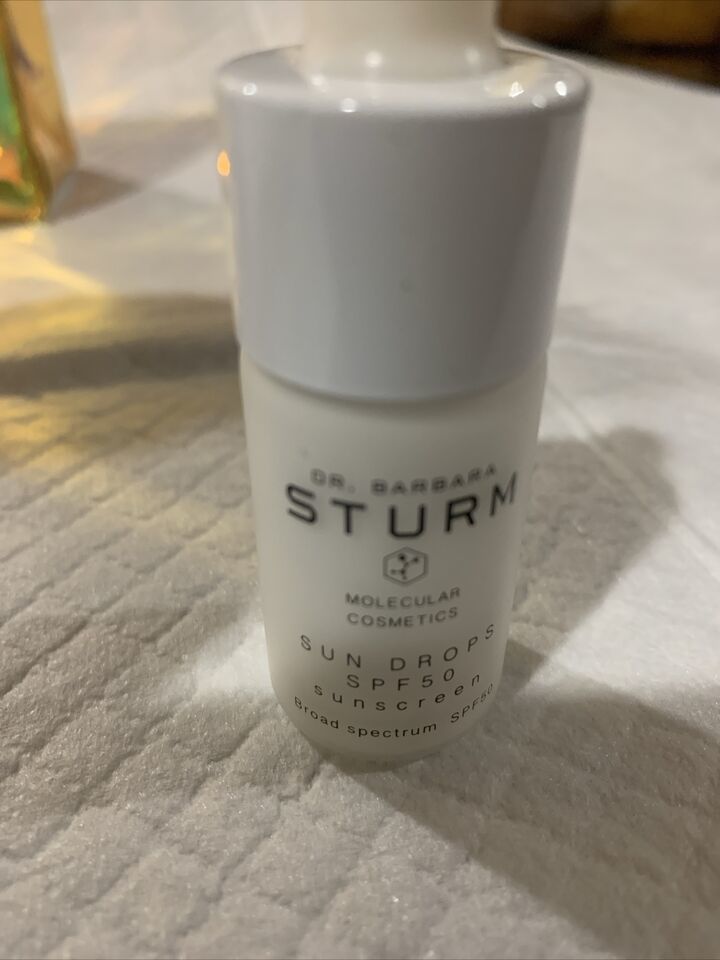 DR. BARBARA
STURM
MOLECULAR
COSMETICS
SUN DROPS
SPF50
sunscreen
Broad spectrum SPF50